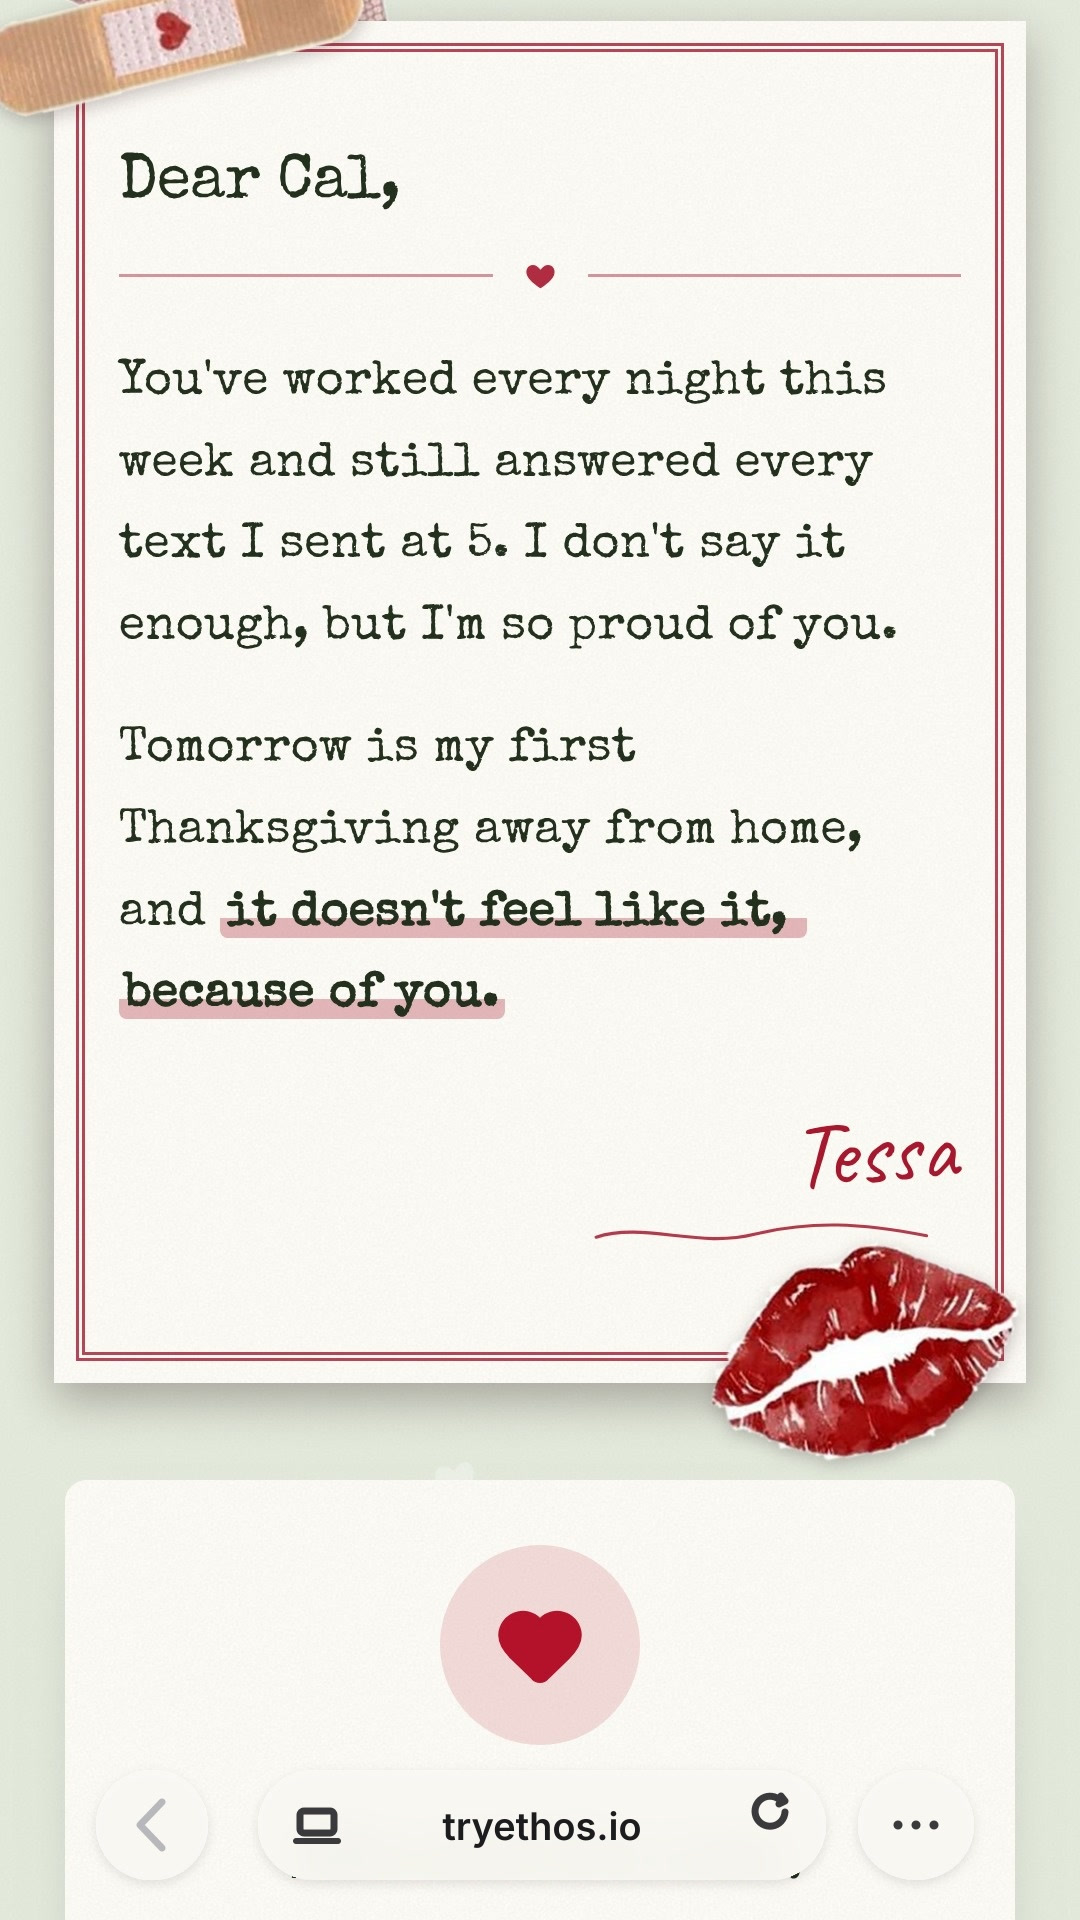 Dear Cal,
You've worked every night this
week and still answered every
text I sent at 5. I don't say it
enough, but I'm so proud of you.
Tomorrow is my first
Thanksgiving away from home,
and it doesn't feel like it,
because of you.
Tessa
tryethos.io